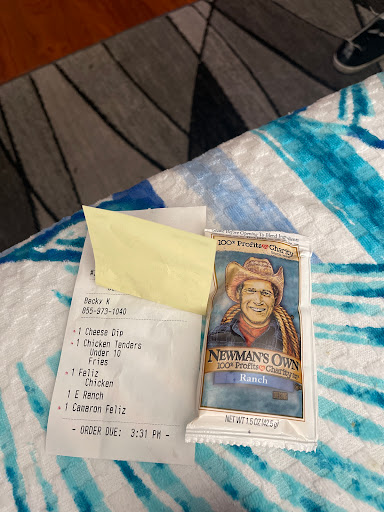 Becky K
855-973-1040
* 1 Cheese Dip
* 1 Chicken Tenders
Under 10
Fries
* 1 Feliz
Chicken
1 E Ranch
* 1 Camaron Feliz
- ORDER DUE: 3:31 PM -
100% Profits to Charity
NEWMAN'S OWN
100% Profits to Charity
Ranch
NET WT 1.5 OZ (42.5g)